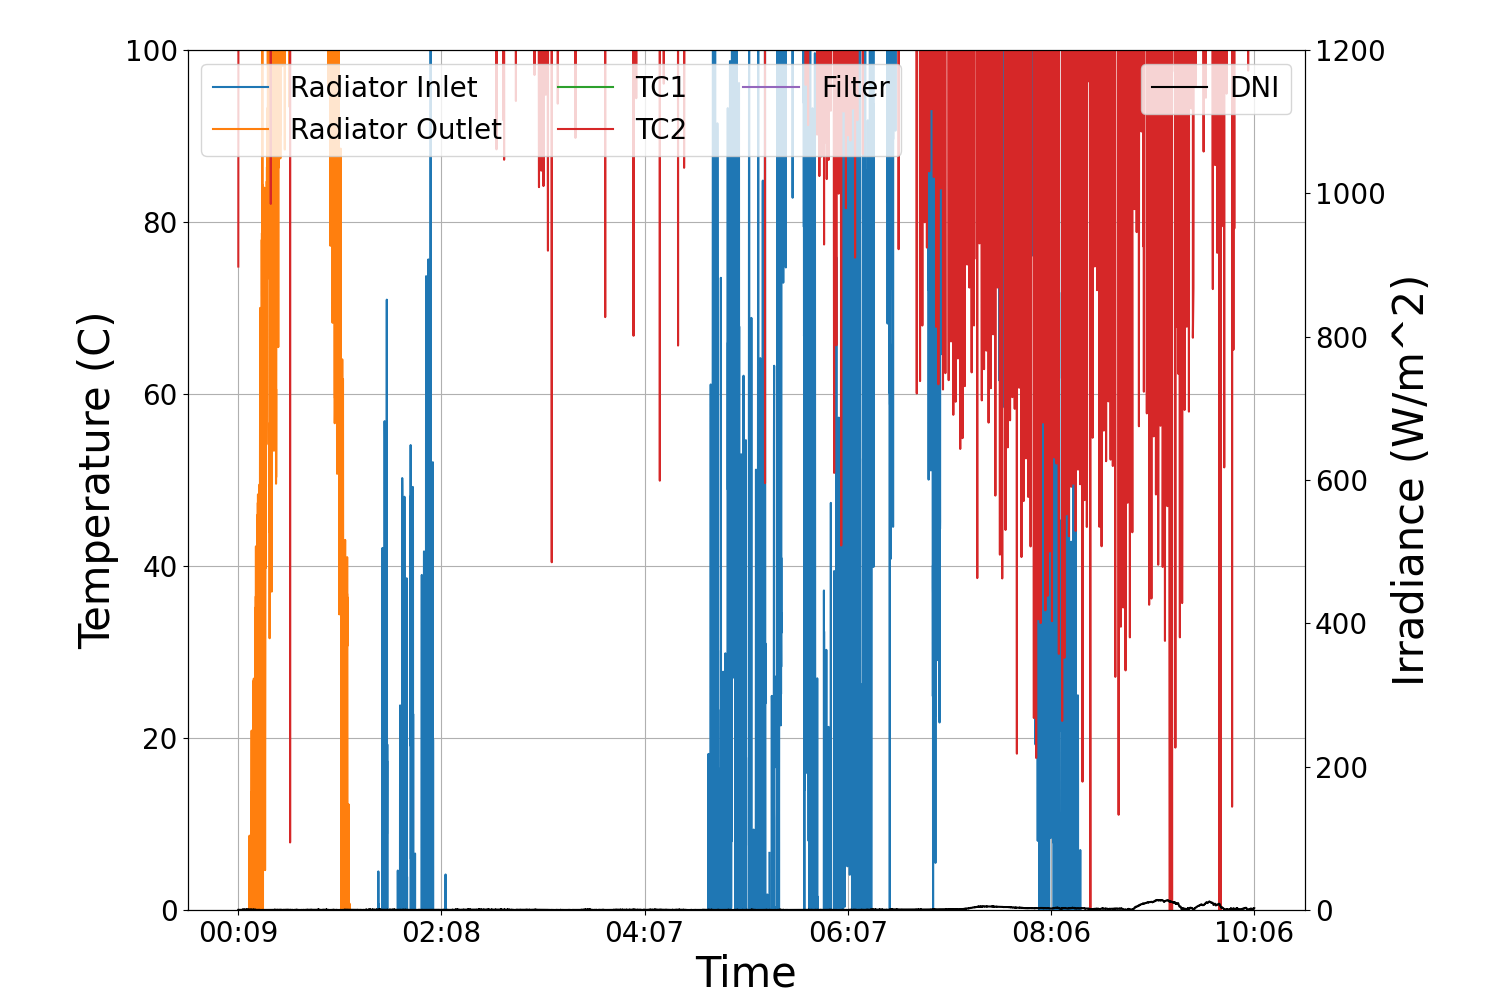 100
80
60
40
20
0
Temperature (C)
Radiator Inlet
Radiator Outlet
TC1
TC2
Filter
DNI
1200
1000
800
600
400
200
0
Irradiance (W/m^2)
00:09 02:08 04:07 06:07 08:06 10:06
Time